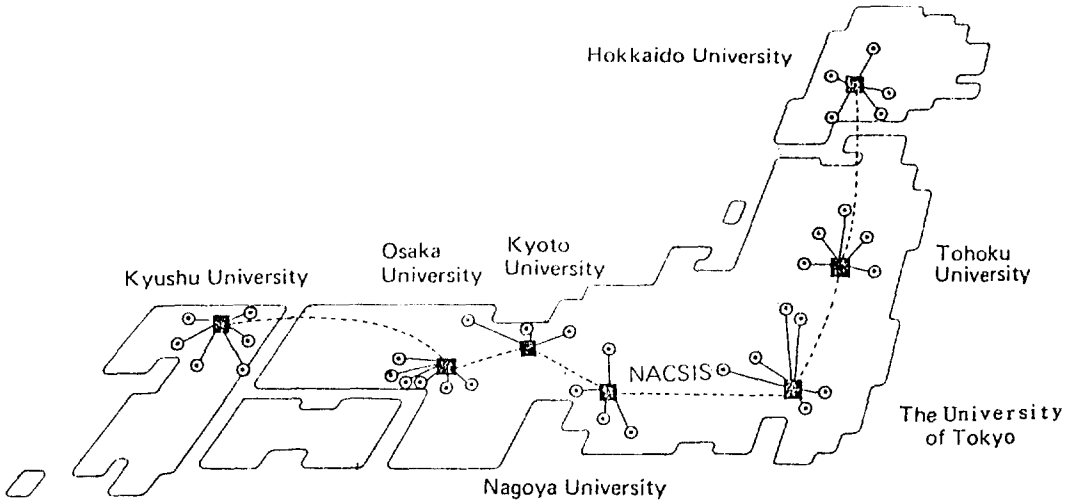 Hokkaido University
Kyoto
University
Osaka
University
Kyushu University
Tohoku
University
NACSIS
The University
of Tokyo
Nagoya University